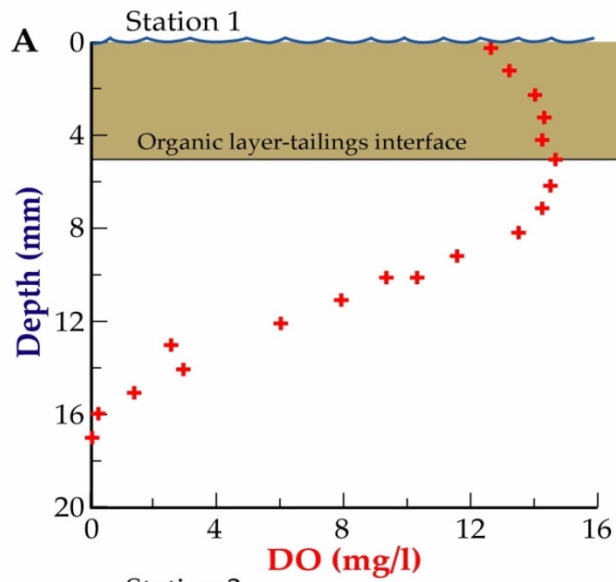 Station 1
A
0
4
Organic layer-tailings interface
8
12
16
20
Depth (mm)
0 4 8 12 16
DO (mg/l)